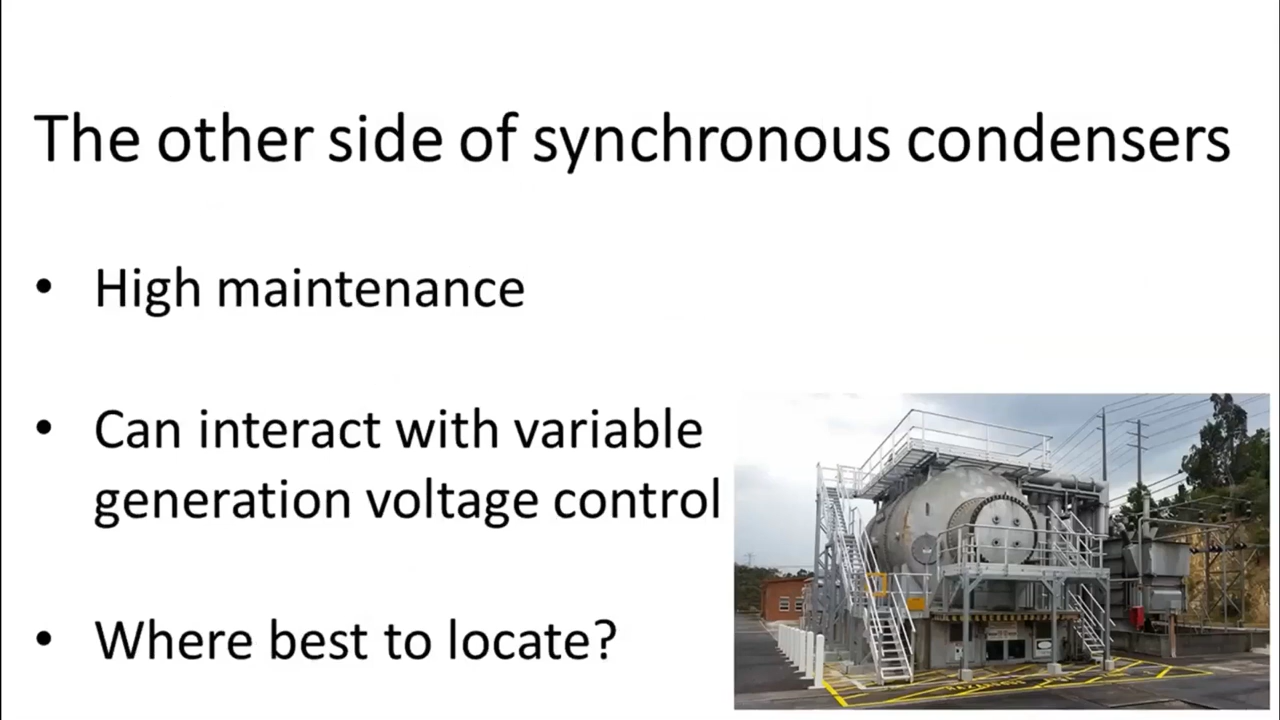 The other side of synchronous condensers
• High maintenance
• Can interact with variable
generation voltage control
• Where best to locate?